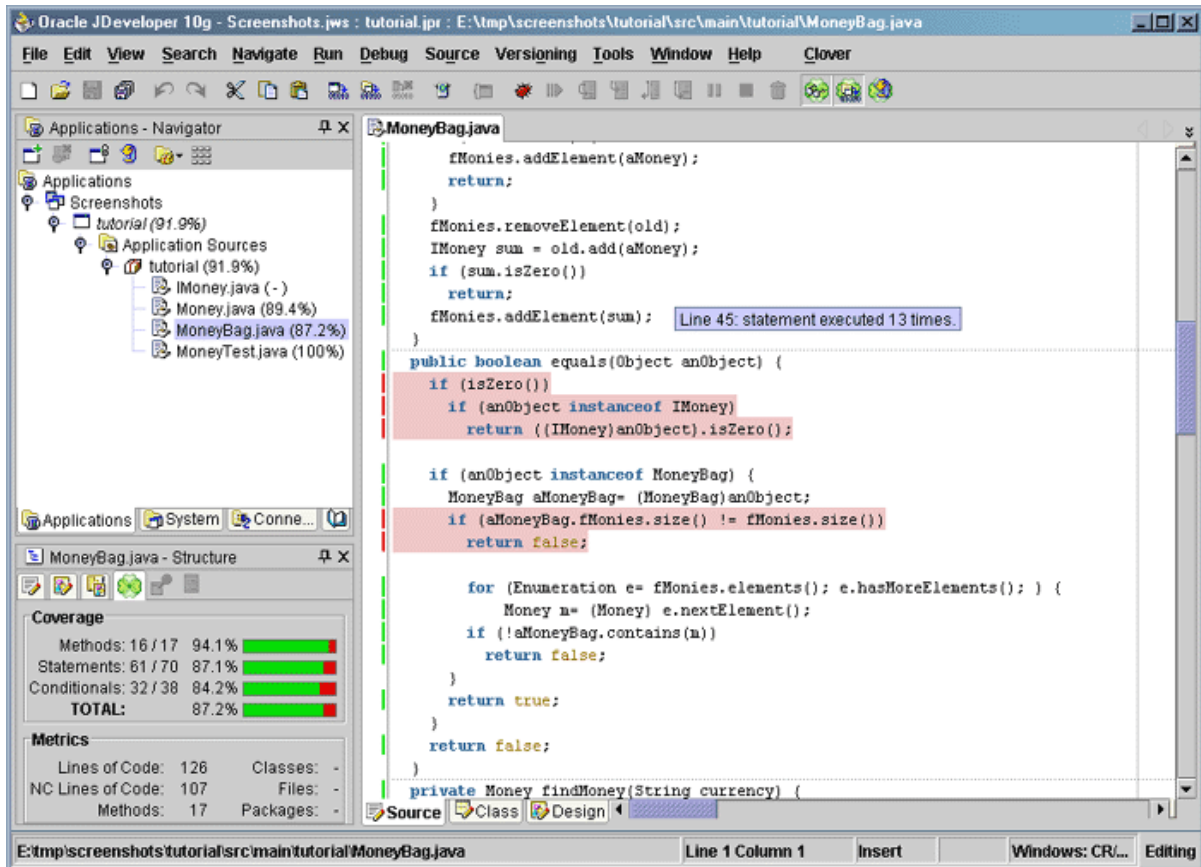 Oracle JDeveloper 10g - Screenshots.jws : tutorial.jpr : E:\tmp\screenshots\tutorial\src\main\tutorial\MoneyBag.java
File Edit View Search Navigate Run Debug Source Versioning Tools Window Help Clover
Applications - Navigator
Applications
Screenshots
tutorial (91.9%)
Application Sources
tutorial (91.9%)
IMoney.java ( - )
Money.java (89.4%)
MoneyBag.java (87.2%)
MoneyTest.java (100%)
Applications System Conne...
MoneyBag.java - Structure
Coverage
Methods: 16 / 17 94.1%
Statements: 61 / 70 87.1%
Conditionals: 32 / 38 84.2%
TOTAL: 87.2%
Metrics
Lines of Code: 126 Classes: -
NC Lines of Code: 107 Files: -
Methods: 17 Packages: -
MoneyBag.java
fMonies.addElement(aMoney);
return;
}
fMonies.removeElement(old);
IMoney sum = old.add(aMoney);
if (sum.isZero())
return;
fMonies.addElement(sum);
Line 45: statement executed 13 times.
}
public boolean equals(Object anObject) {
if (isZero())
if (anObject instanceof IMoney)
return ((IMoney)anObject).isZero();
if (anObject instanceof MoneyBag) {
MoneyBag aMoneyBag= (MoneyBag)anObject;
if (aMoneyBag.fMonies.size() != fMonies.size())
return false;
for (Enumeration e= fMonies.elements(); e.hasMoreElements(); ) {
Money m= (Money) e.nextElement();
if (!aMoneyBag.contains(m))
return false;
}
return true;
}
return false;
}
private Money findMoney(String currency) {
Source Class Design
E:\tmp\screenshots\tutorial\src\main\tutorial\MoneyBag.java Line 1 Column 1 Insert Windows: CR/... Editing